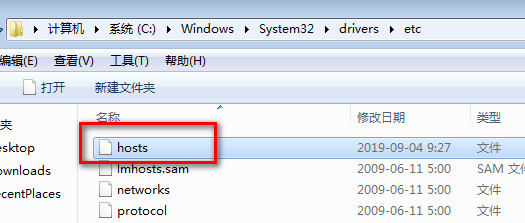 计算机 ▸ 系统 (C:) ▸ Windows ▸ System32 ▸ drivers ▸ etc
编辑(E) 查看(V) 工具(T) 帮助(H)
打开 新建文件夹
名称 修改日期 类型
夹
hosts 2019-09-04 9:27 文件
esktop lmhosts.sam 2009-06-11 5:00 SAM 文
ownloads networks 2009-06-11 5:00 文件
ecentPlaces protocol 2009-06-11 5:00 文件